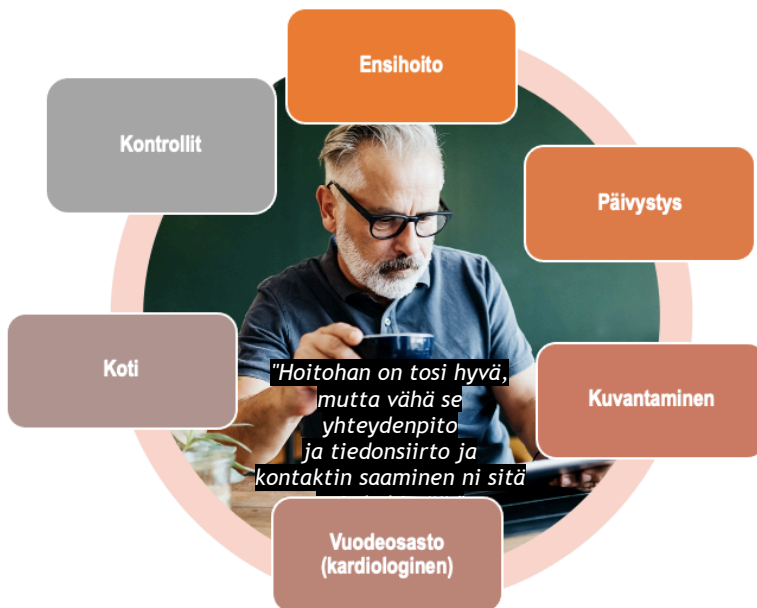 Ensihoito
Kontrollit
Päivystys
Koti
"Hoitohan on tosi hyvä,
mutta vähä se
yhteydenpito
ja tiedonsiirto ja
kontaktin saaminen ni sitä
Kuvantaminen
Vuodeosasto
(kardiologinen)